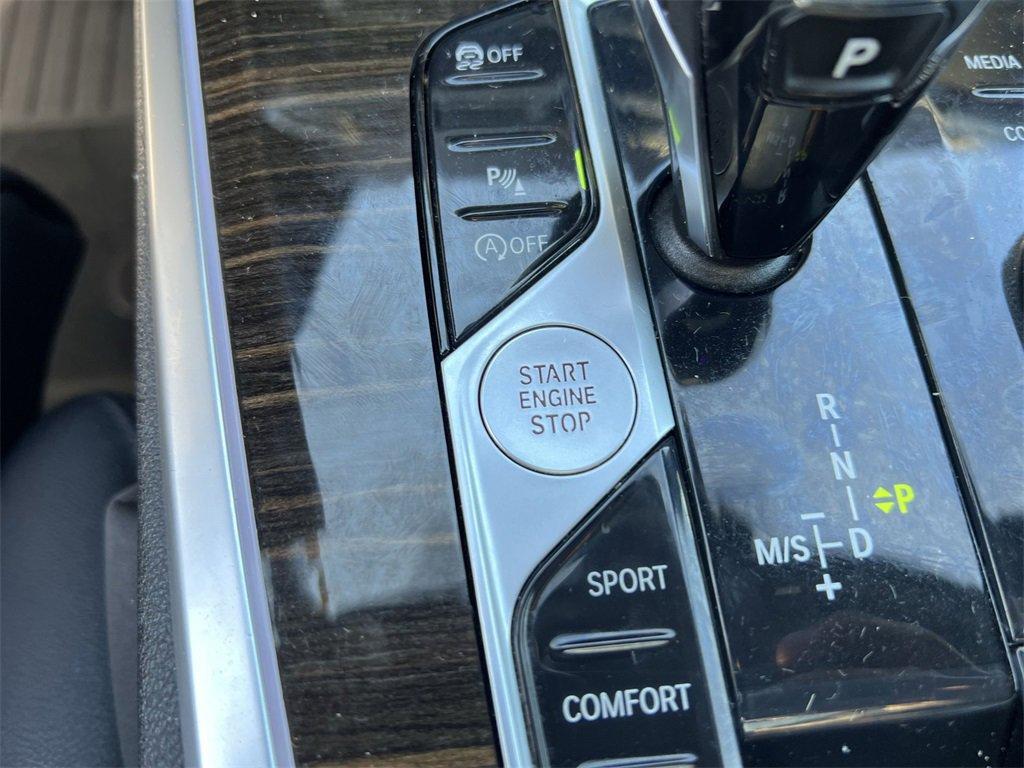 OFF
P
MEDIA
P
A OFF
START
ENGINE
STOP
R
N
P
M/S D
+
SPORT
COMFORT